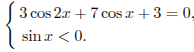 3 cos 2x + 7 cos x + 3 = 0,
sin x < 0.